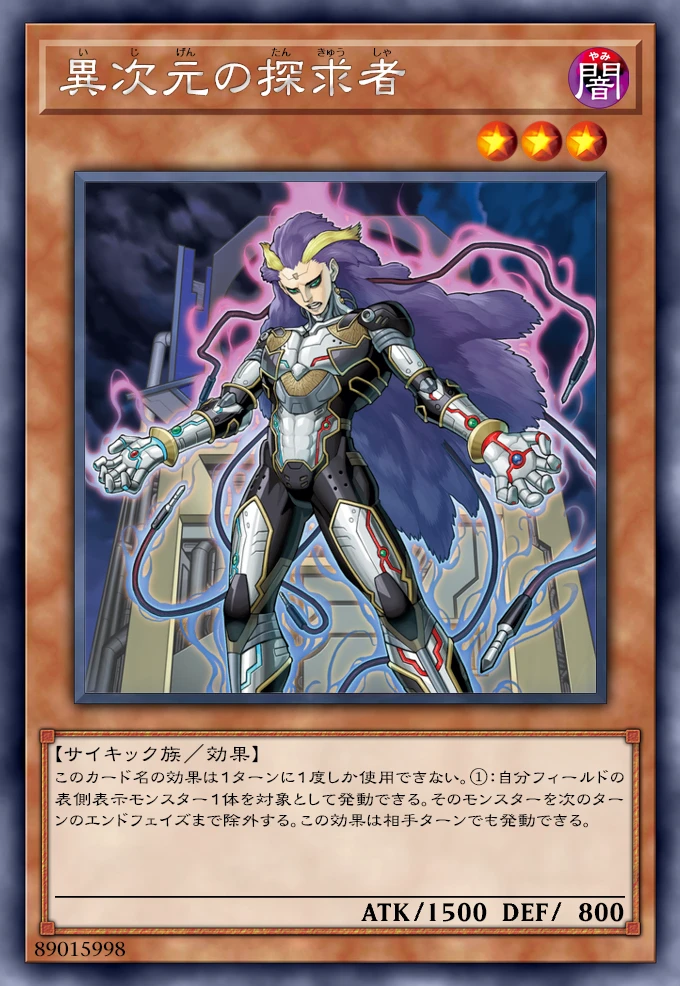 い じ げん たん きゅう しゃ
異次元の探求者
やみ
闇
【サイキック族／効果】
このカード名の効果は１ターンに１度しか使用できない。①：自分フィールドの
表側表示モンスター１体を対象として発動できる。そのモンスターを次のター
ンのエンドフェイズまで除外する。この効果は相手ターンでも発動できる。
ATK/1500 DEF/ 800
89015998